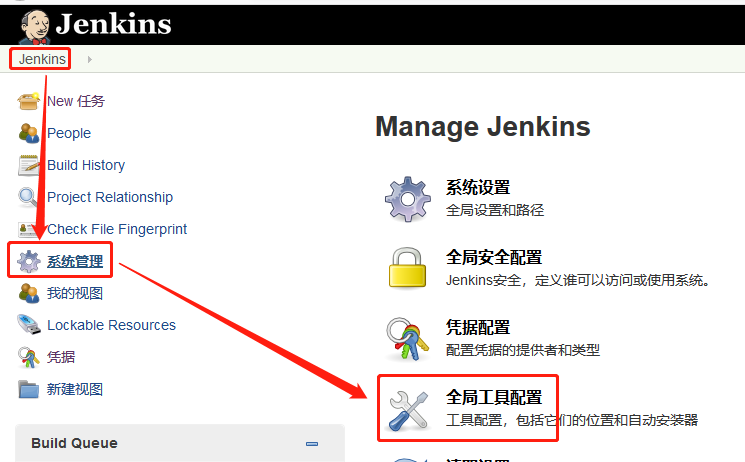 Jenkins
Jenkins
New 任务
People
Build History
Project Relationship
Check File Fingerprint
系统管理
我的视图
Lockable Resources
凭据
新建视图
Build Queue
Manage Jenkins
系统设置
全局设置和路径
全局安全配置
Jenkins安全，定义谁可以访问或使用系统。
凭据配置
配置凭据的提供者和类型
全局工具配置
工具配置，包括它们的位置和自动安装器